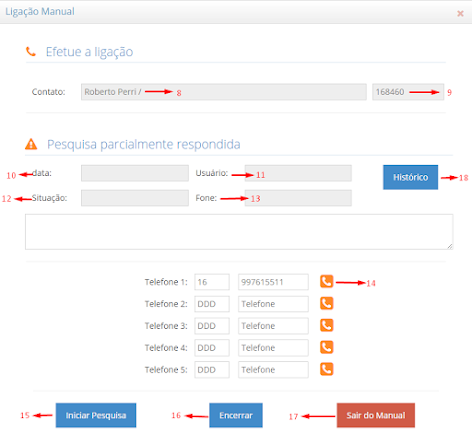 Ligação Manual ×
Efetue a ligação
Contato: Roberto Perri / 8 168460 9
Pesquisa parcialmente respondida
10 data: Usuário: 11 Histórico 18
12 Situação: Fone: 13
Telefone 1: 16 997615511 14
Telefone 2: DDD Telefone
Telefone 3: DDD Telefone
Telefone 4: DDD Telefone
Telefone 5: DDD Telefone
15 Iniciar Pesquisa 16 Encerrar 17 Sair do Manual